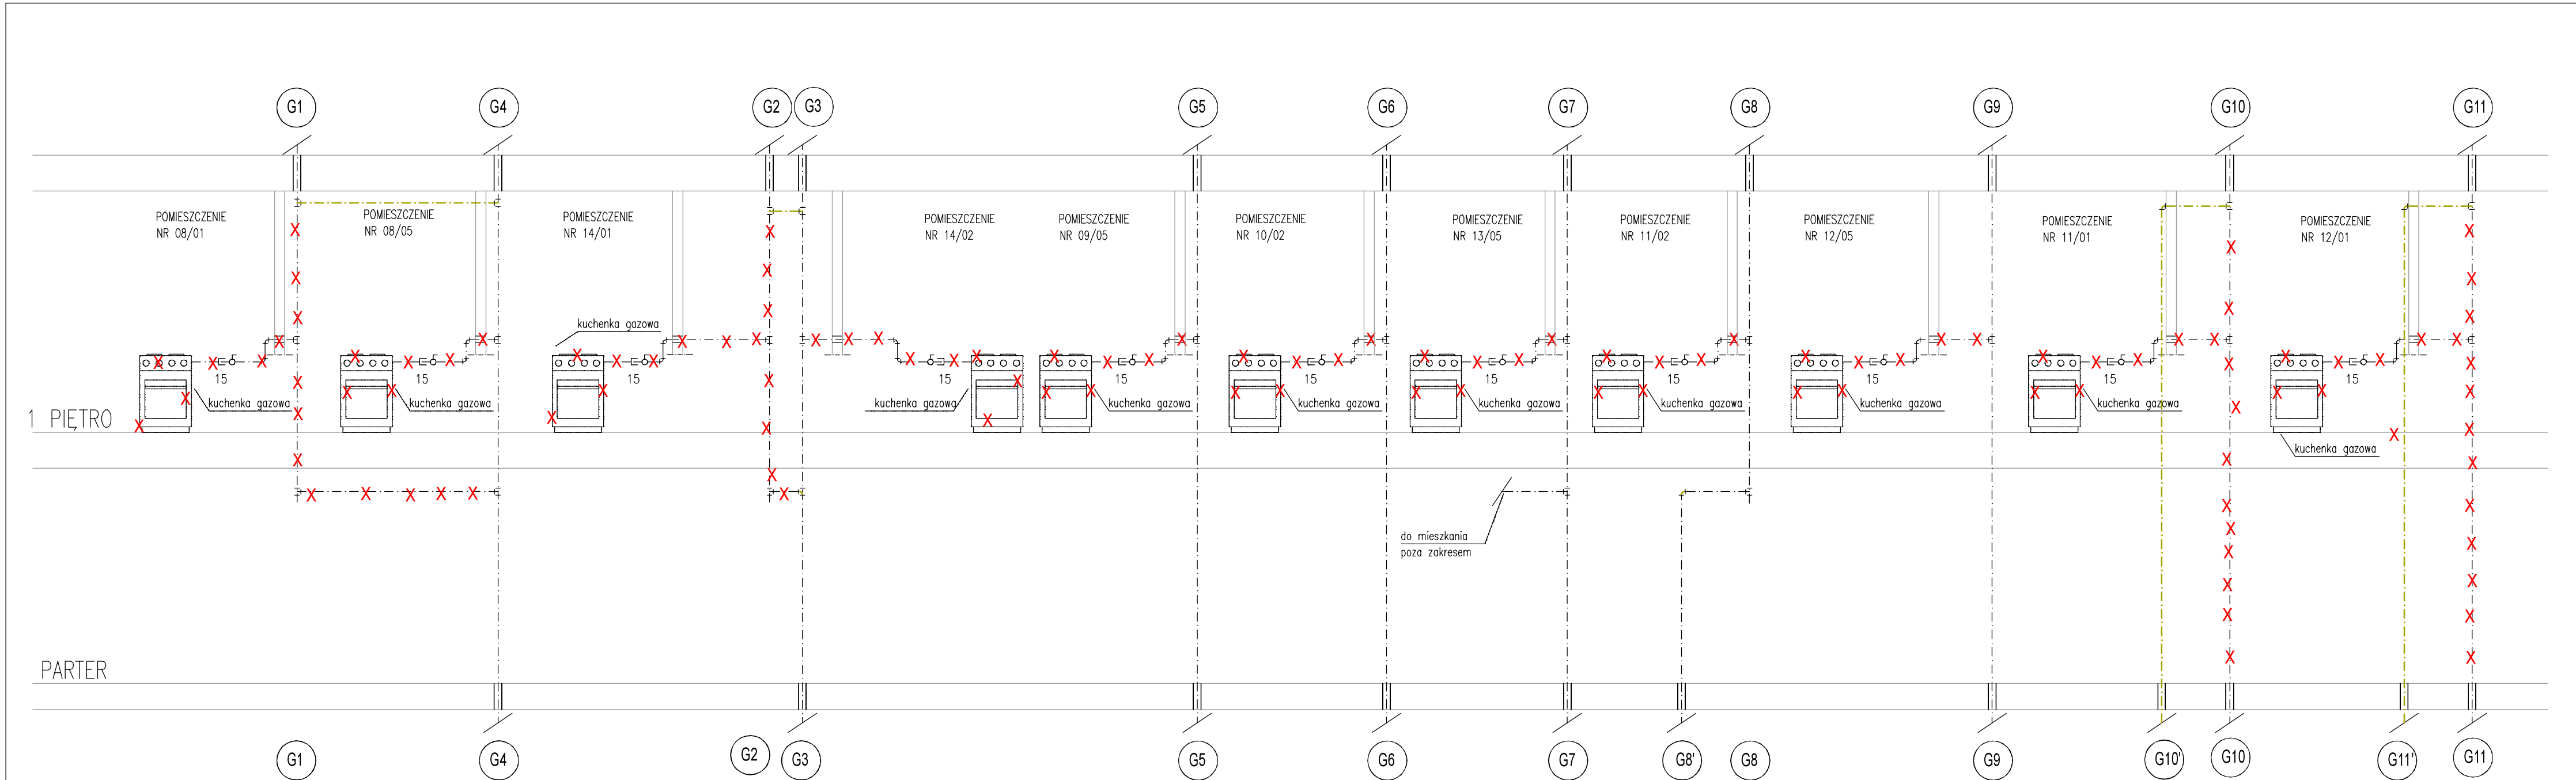 G1
G4
G2
G3
G5
G6
G7
G8
G9
G10
G11
POMIESZCZENIE
NR 08/01
POMIESZCZENIE
NR 08/05
POMIESZCZENIE
NR 14/01
POMIESZCZENIE
NR 14/02
POMIESZCZENIE
NR 09/05
POMIESZCZENIE
NR 10/02
POMIESZCZENIE
NR 13/05
POMIESZCZENIE
NR 11/02
POMIESZCZENIE
NR 12/05
POMIESZCZENIE
NR 11/01
POMIESZCZENIE
NR 12/01
kuchenka gazowa
15
15
15
15
15
15
15
15
15
15
15
kuchenka gazowa
kuchenka gazowa
kuchenka gazowa
kuchenka gazowa
kuchenka gazowa
kuchenka gazowa
kuchenka gazowa
kuchenka gazowa
kuchenka gazowa
kuchenka gazowa
1 PIĘTRO
do mieszkania
poza zakresem
PARTER
G1
G4
G2
G3
G5
G6
G7
G8'
G8
G9
G10'
G10
G11'
G11